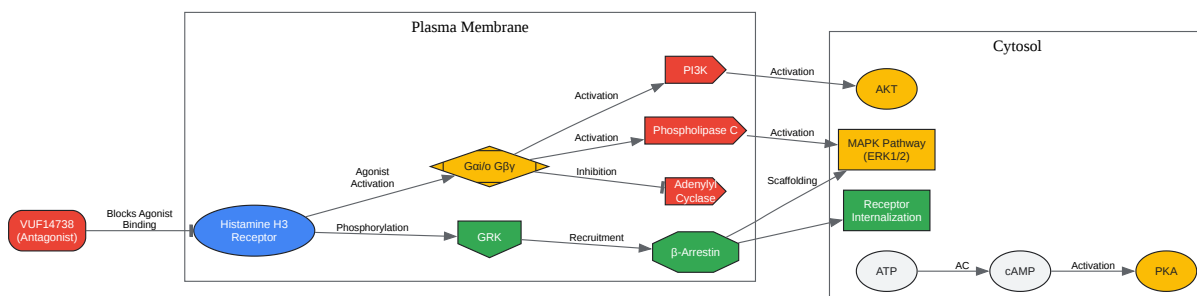 Plasma Membrane
Cytosol
VUF14738
(Antagonist)
Blocks Agonist
Binding
Histamine H3
Receptor
Agonist
Activation
Phosphorylation
Gαi/o Gβγ
GRK
Activation
Activation
Inhibition
Recruitment
PI3K
Phospholipase C
Adenylyl
Cyclase
β-Arrestin
Activation
Activation
Scaffolding
AKT
MAPK Pathway
(ERK1/2)
Receptor
Internalization
ATP
AC
cAMP
Activation
PKA